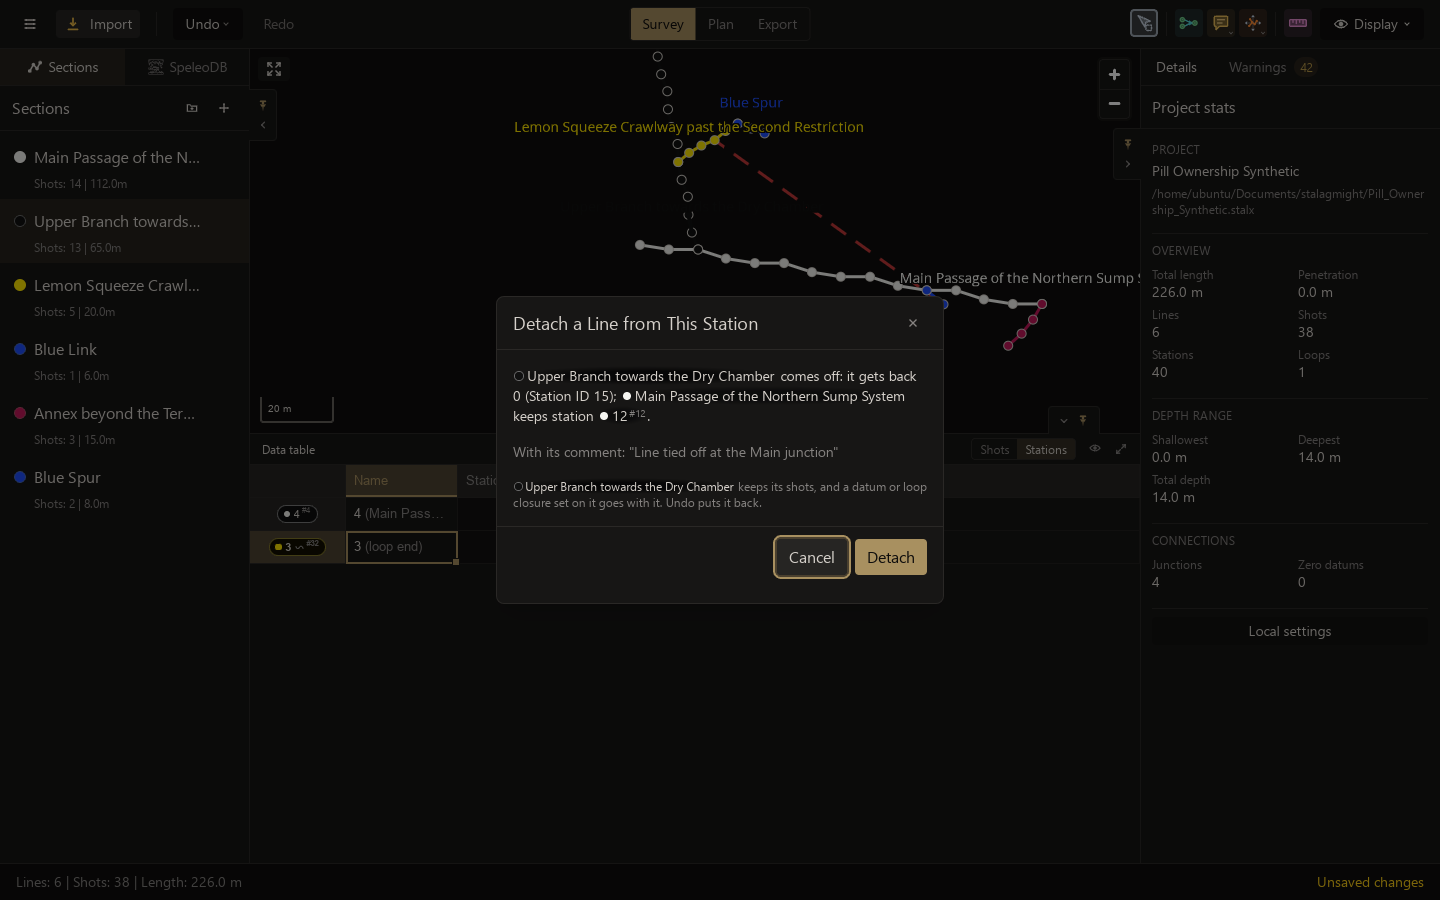 Import
Undo
Redo
Survey
Plan
Export
Display
Sections
SpeleoDB
Details
Warnings
42
Sections
Main Passage of the N...
Shots: 14 | 112.0m
Upper Branch towards...
Shots: 13 | 65.0m
Lemon Squeeze Crawl...
Shots: 5 | 20.0m
Blue Link
Shots: 1 | 6.0m
Annex beyond the Ter...
Shots: 3 | 15.0m
Blue Spur
Shots: 2 | 8.0m
Blue Spur
Lemon Squeeze Crawlway past the Second Restriction
Main Passage of the Northern Sump S
20 m
Project stats
PROJECT
Pill Ownership Synthetic
/home/ubuntu/Documents/stalagmight/Pill_Owner
ship_Synthetic.stalx
OVERVIEW
Total length
Penetration
226.0 m
0.0 m
Lines
Shots
6
38
Stations
Loops
40
1
DEPTH RANGE
Shallowest
Deepest
0.0 m
14.0 m
Total depth
14.0 m
CONNECTIONS
Junctions
Zero datums
4
0
Local settings
Detach a Line from This Station
Upper Branch towards the Dry Chamber comes off: it gets back
0 (Station ID 15); Main Passage of the Northern Sump System
keeps station 12 #12.
With its comment: "Line tied off at the Main junction"
Upper Branch towards the Dry Chamber keeps its shots, and a datum or loop
closure set on it goes with it. Undo puts it back.
Cancel
Detach
Data table
Shots
Stations
Name
Static
4 #4
4 (Main Pass...
3 #32
3 (loop end)
Lines: 6 | Shots: 38 | Length: 226.0 m
Unsaved changes